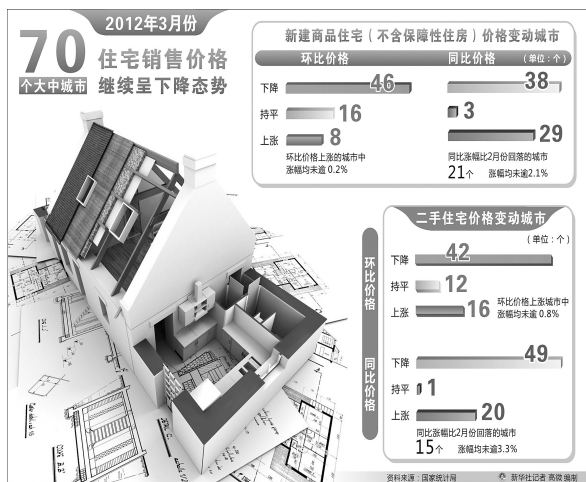 2012年3月份
70
个大中城市
住宅销售价格
继续呈下降态势
新建商品住宅（不含保障性住房）价格变动城市
环比价格
同比价格
（单位：个）
下降
46
38
持平
16
3
上涨
8
29
环比价格上涨的城市中
涨幅均未逾 0.2%
同比涨幅比2月份回落的城市
21个 涨幅均未逾2.1%
二手住宅价格变动城市
（单位：个）
环比价格
下降
42
持平
12
上涨
16
环比价格上涨城市中
涨幅均未逾 0.8%
同比价格
下降
49
持平
1
上涨
20
同比涨幅比2月份回落的城市
15个 涨幅均未逾3.3%
资料来源：国家统计局
新华社记者 高微 编制